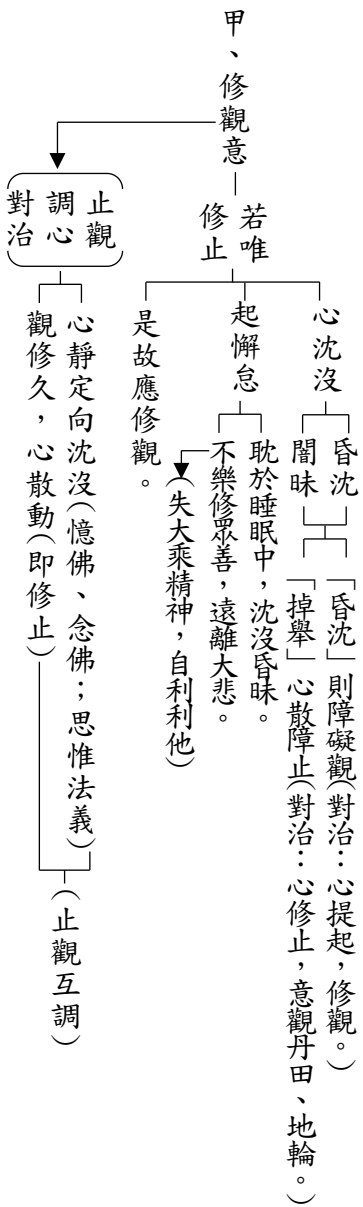 甲、修觀意
若唯
修止
心沈沒
昏沈
闇昧
「昏沈」則障礙觀(對治：心提起，修觀。)
「掉舉」心散障止(對治：心修止，意觀丹田、地輪。)
起懈怠
耽於睡眠中，沈沒昏昧。
不樂修眾善，遠離大悲。
(失大乘精神，自利利他)
是故應修觀。
止觀
調心
對治
心靜定向沈沒(憶佛、念佛；思惟法義)
觀修久，心散動(即修止)
(止觀互調)